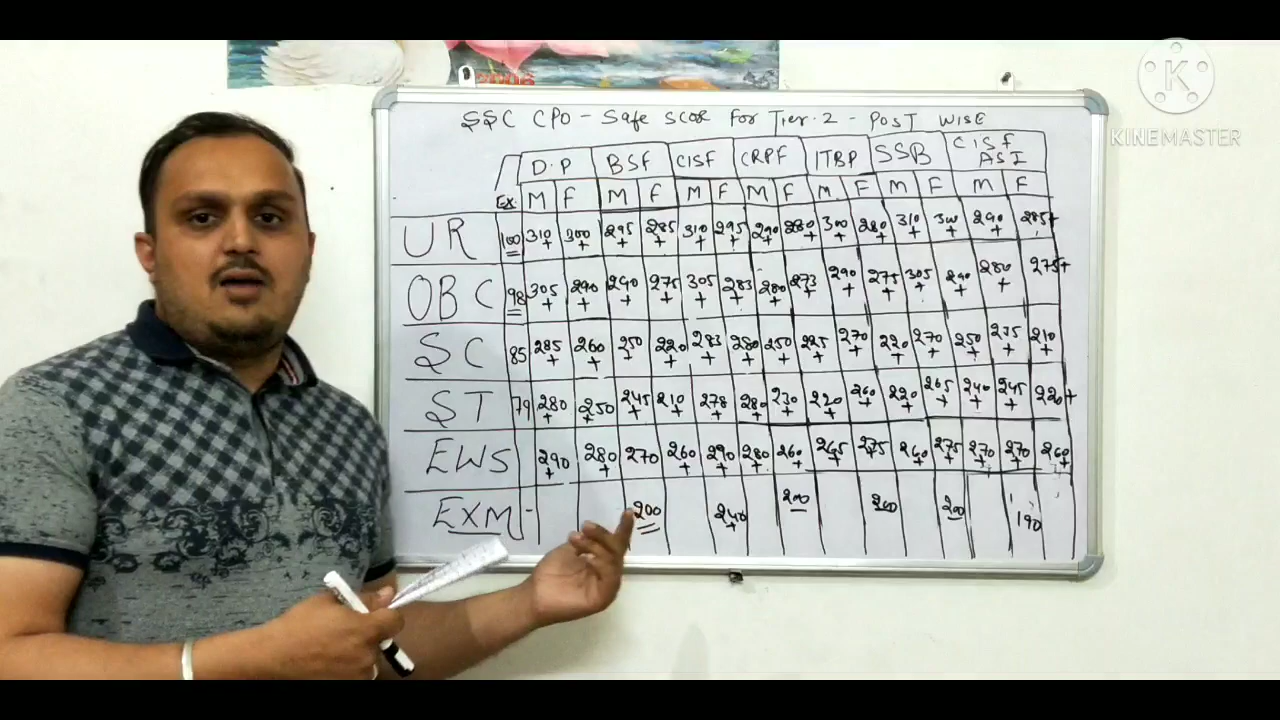 2006
KINEMASTER
SSC CPO - Safe SCOR For Tier.2 - POST WISE
D.P BSF CISF CRPF ITBP SSB CISF ASI
Ex. M F M F M F M F M F M F M F
UR 100 310+ 300+ 295+ 285+ 310+ 295+ 290+ 280+ 300+ 280+ 310+ 300+ 290+ 285+
OBC 98 305+ 290+ 290+ 275+ 305+ 283+ 280+ 273+ 290+ 275+ 305+ 290+ 280+ 275+
SC 85 285+ 260+ 250+ 220+ 283+ 280+ 250+ 225+ 270+ 220+ 270+ 250+ 235+ 210+
ST 79 280+ 250+ 245+ 210+ 278+ 280+ 230+ 220+ 260+ 220+ 265+ 240+ 245+ 220+
EWS 290+ 280+ 270 260+ 290+ 280+ 260+ 265+ 275+ 260+ 275+ 270+ 270+ 260+
EXM - 200 240+ 200 260 200 190